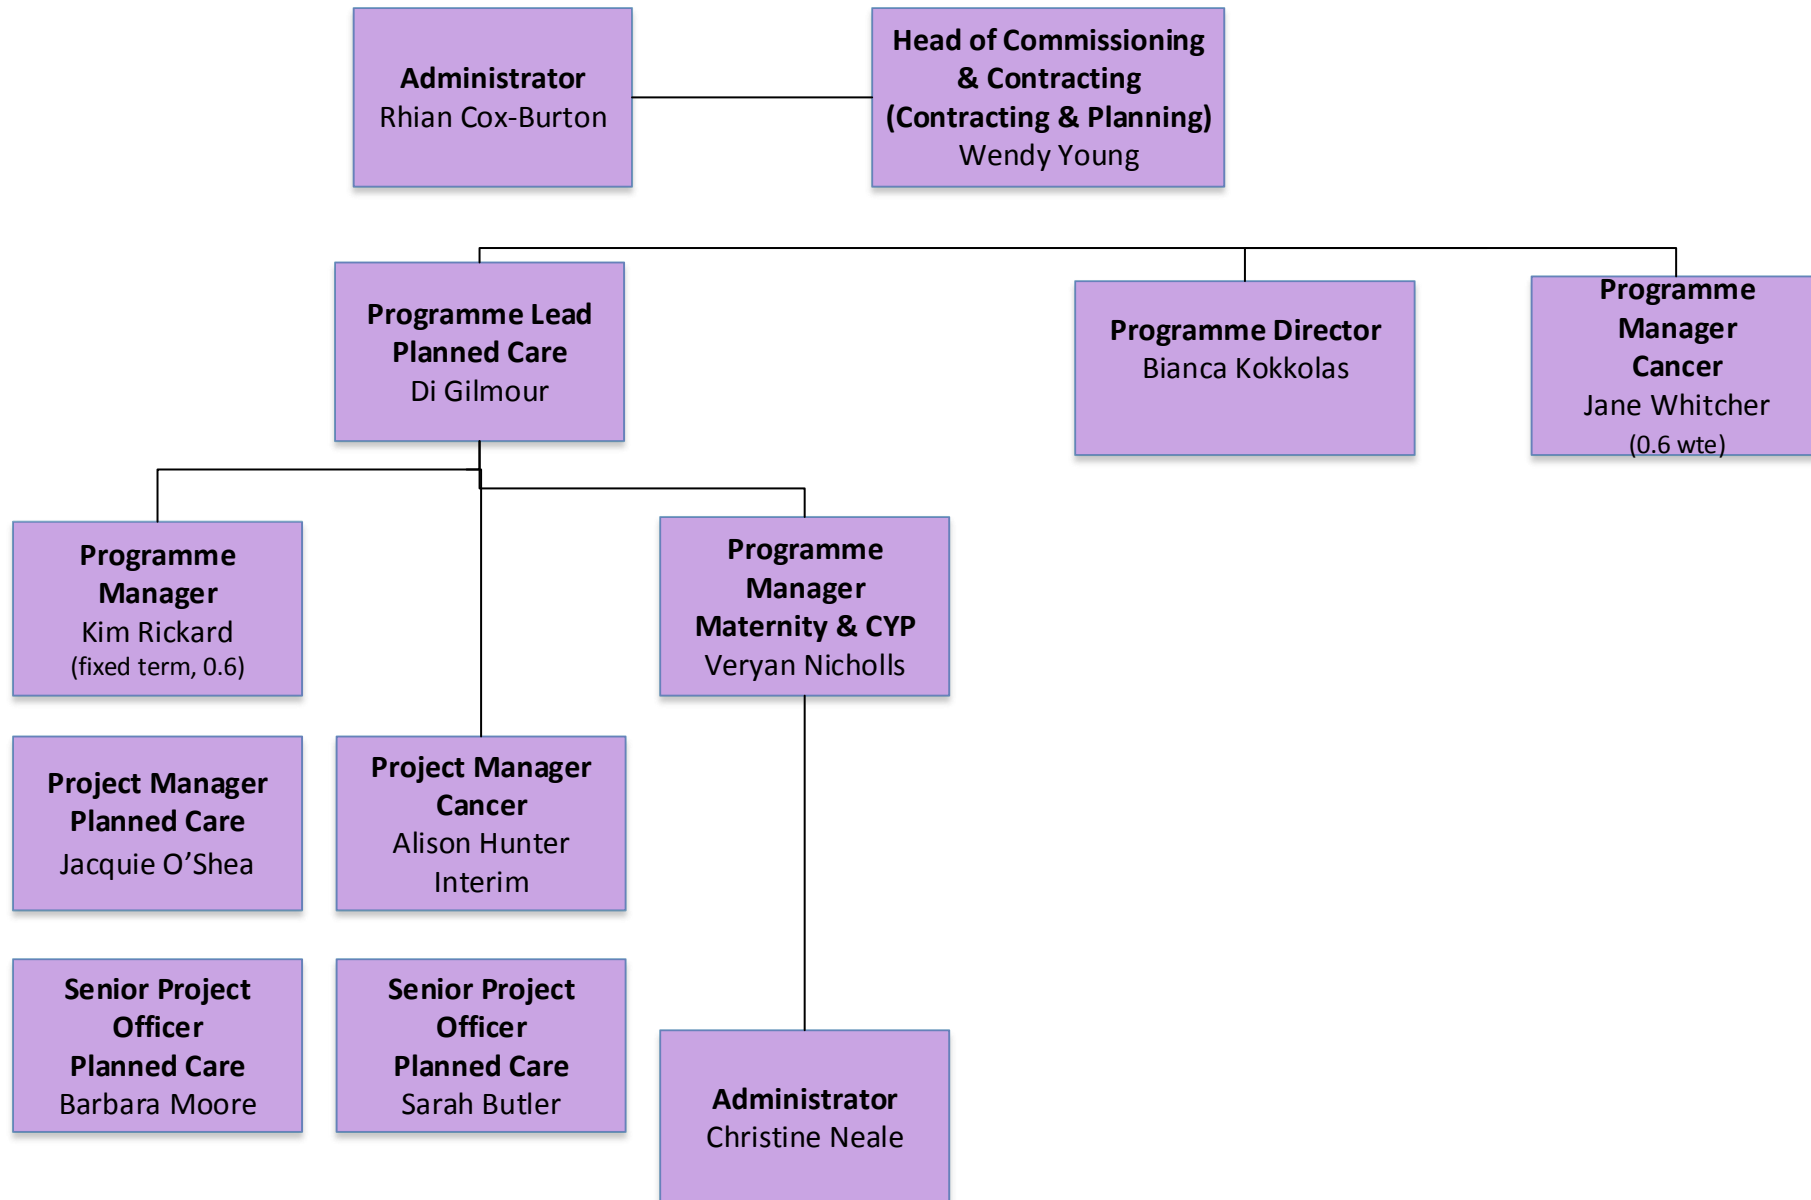 Administrator
Rhian Cox-Burton
Head of Commissioning
& Contracting
(Contracting & Planning)
Wendy Young
Programme Lead
Planned Care
Di Gilmour
Programme Director
Bianca Kokkolas
Programme
Manager
Cancer
Jane Whitcher
(0.6 wte)
Programme
Manager
Kim Rickard
(fixed term, 0.6)
Programme
Manager
Maternity & CYP
Veryan Nicholls
Project Manager
Planned Care
Jacquie O’Shea
Project Manager
Cancer
Alison Hunter
Interim
Senior Project
Officer
Planned Care
Barbara Moore
Senior Project
Officer
Planned Care
Sarah Butler
Administrator
Christine Neale